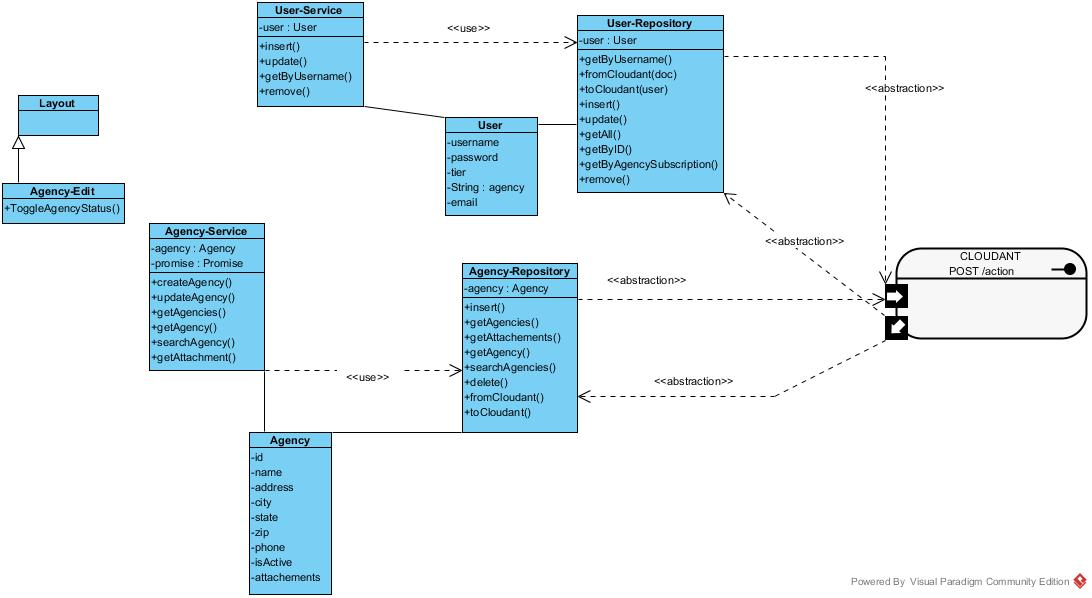 User-Service
-user : User
+insert()
+update()
+getByUsername()
+remove()
<<use>>
User-Repository
-user : User
+getByUsername()
+fromCloudant(doc)
+toCloudant(user)
+insert()
+update()
+getAll()
+getByID()
+getByAgencySubscription()
+remove()
<<abstraction>>
Layout
User
-username
-password
-tier
-String : agency
-email
Agency-Edit
+ToggleAgencyStatus()
Agency-Service
-agency : Agency
-promise : Promise
+createAgency()
+updateAgency()
+getAgencies()
+getAgency()
+searchAgency()
+getAttachment()
<<abstraction>>
CLOUDANT
POST /action
Agency-Repository
-agency : Agency
+insert()
+getAgencies()
+getAttachements()
+getAgency()
+searchAgencies()
+delete()
+fromCloudant()
+toCloudant()
<<abstraction>>
<<use>>
<<abstraction>>
Agency
-id
-name
-address
-city
-state
-zip
-phone
-isActive
-attachements
Powered By Visual Paradigm Community Edition